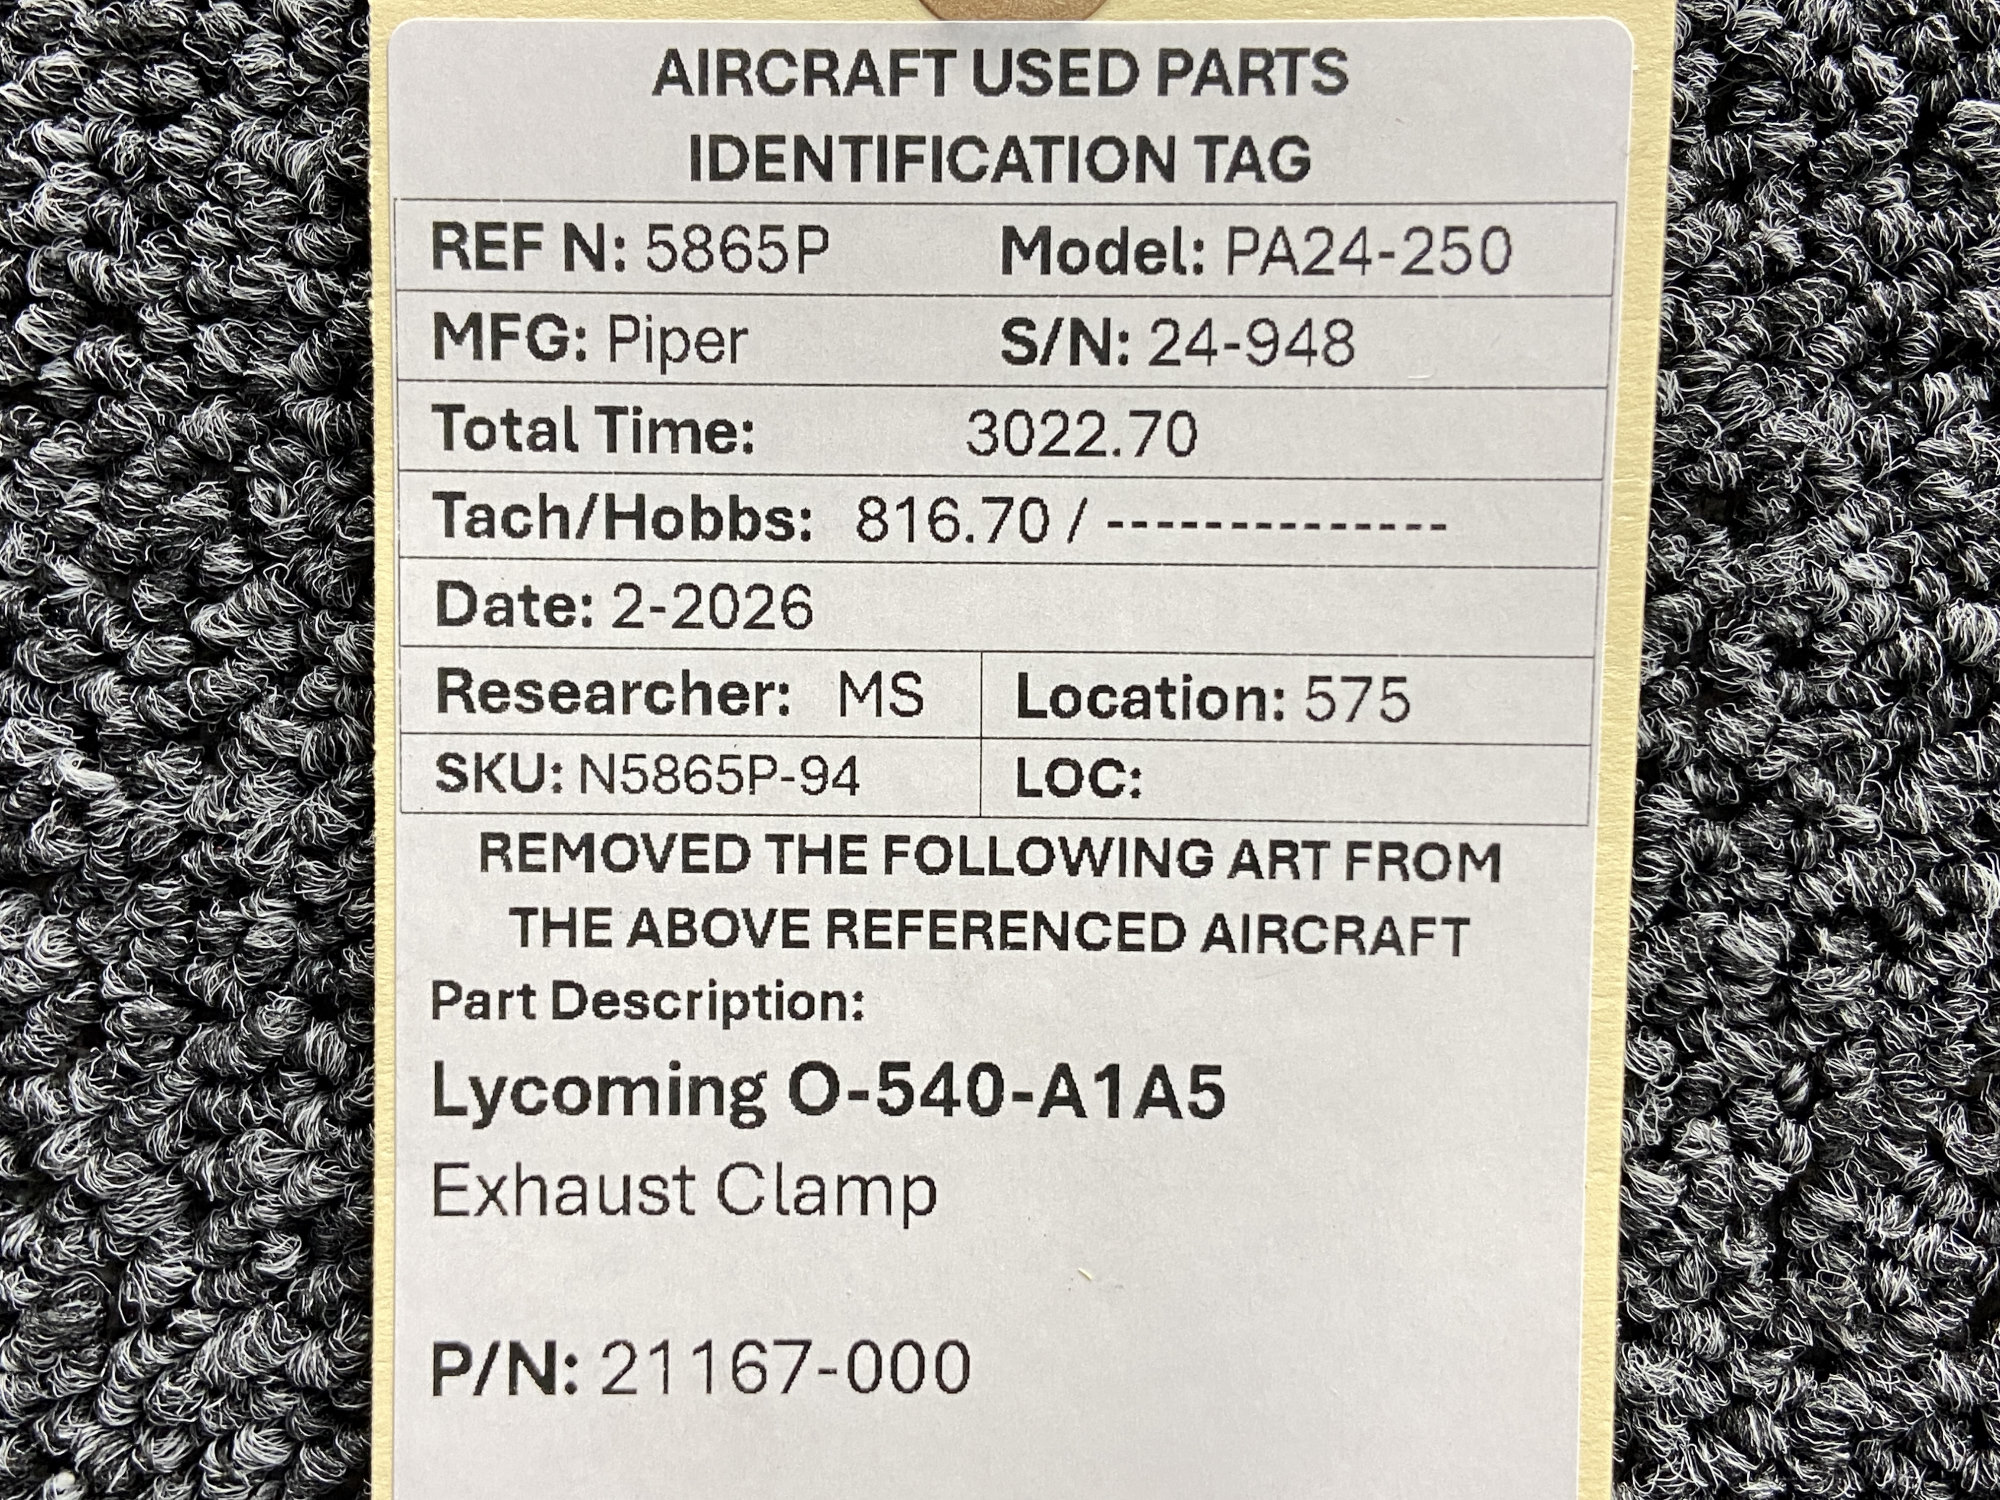 AIRCRAFT USED PARTS
IDENTIFICATION TAG
REF N: 5865P Model: PA24-250
MFG: Piper S/N: 24-948
Total Time: 3022.70
Tach/Hobbs: 816.70 / --------------
Date: 2-2026
Researcher: MS Location: 575
SKU: N5865P-94 LOC:
REMOVED THE FOLLOWING ART FROM
THE ABOVE REFERENCED AIRCRAFT
Part Description:
Lycoming O-540-A1A5
Exhaust Clamp
P/N: 21167-000